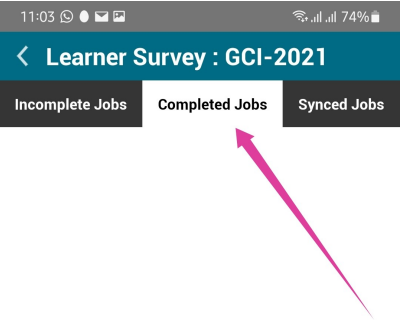 11:03 74%
Learner Survey : GCI-2021
Incomplete Jobs Completed Jobs Synced Jobs